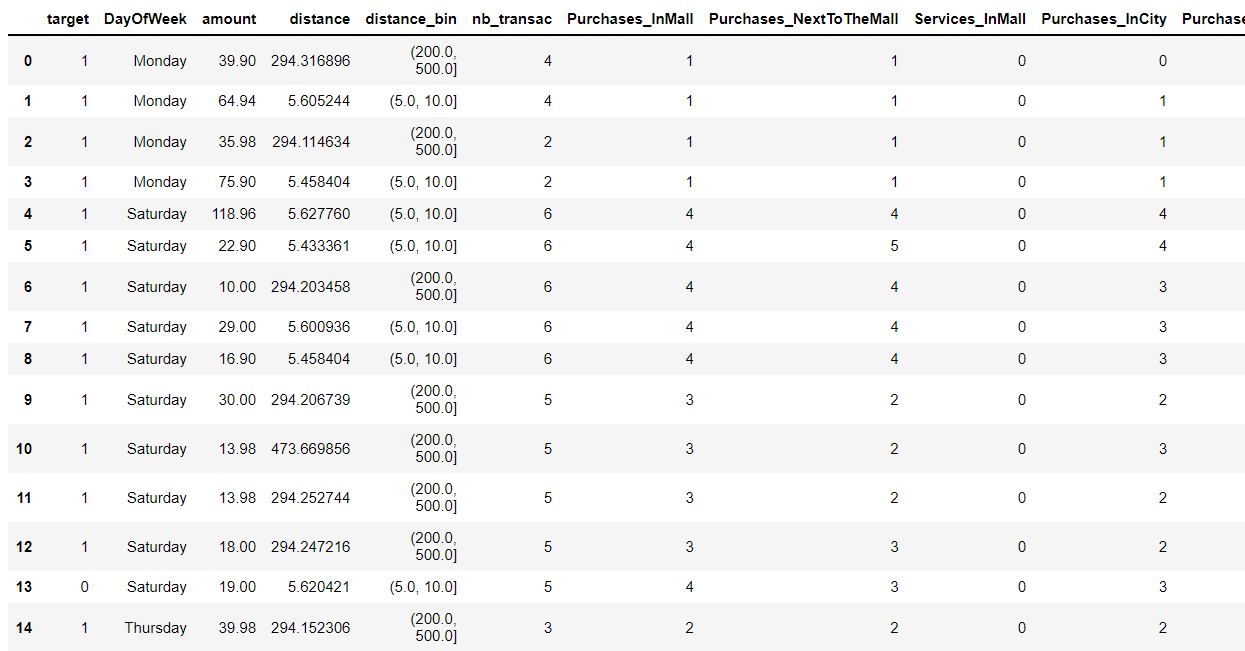 target DayOfWeek amount distance distance_bin nb_transac Purchases_InMall Purchases_NextToTheMall Services_InMall Purchases_InCity Purchase
0 1 Monday 39.90 294.316896 (200.0, 500.0] 4 1 1 0 0
1 1 Monday 64.94 5.605244 (5.0, 10.0] 4 1 1 0 1
2 1 Monday 35.98 294.114634 (200.0, 500.0] 2 1 1 0 1
3 1 Monday 75.90 5.458404 (5.0, 10.0] 2 1 1 0 1
4 1 Saturday 118.96 5.627760 (5.0, 10.0] 6 4 4 0 4
5 1 Saturday 22.90 5.433361 (5.0, 10.0] 6 4 5 0 4
6 1 Saturday 10.00 294.203458 (200.0, 500.0] 6 4 4 0 3
7 1 Saturday 29.00 5.600936 (5.0, 10.0] 6 4 4 0 3
8 1 Saturday 16.90 5.458404 (5.0, 10.0] 6 4 4 0 3
9 1 Saturday 30.00 294.206739 (200.0, 500.0] 5 3 2 0 2
10 1 Saturday 13.98 473.669856 (200.0, 500.0] 5 3 2 0 3
11 1 Saturday 13.98 294.252744 (200.0, 500.0] 5 3 2 0 2
12 1 Saturday 18.00 294.247216 (200.0, 500.0] 5 3 3 0 2
13 0 Saturday 19.00 5.620421 (5.0, 10.0] 5 4 3 0 3
14 1 Thursday 39.98 294.152306 (200.0, 500.0] 3 2 2 0 2